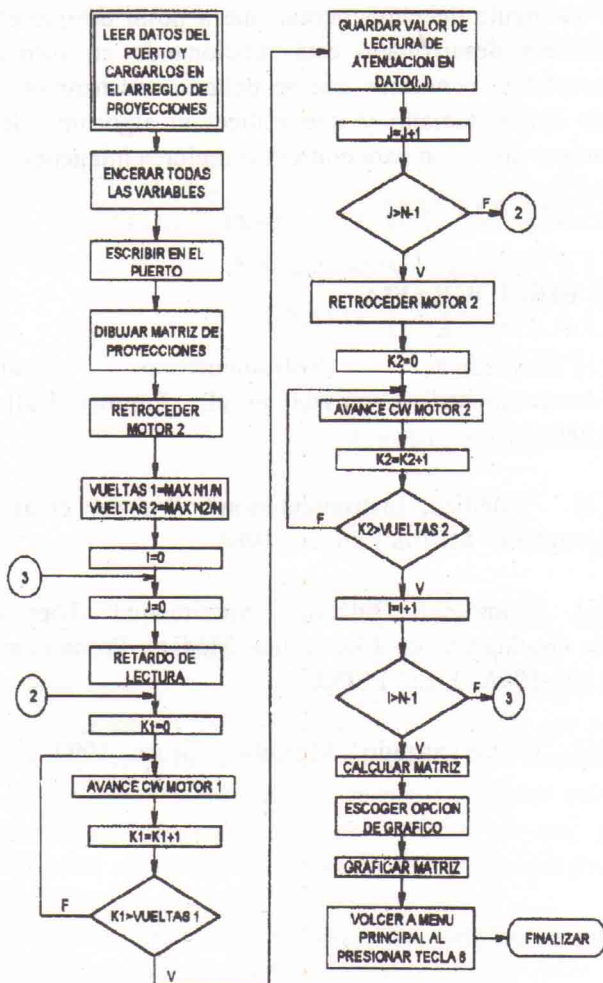 LEER DATOS DEL
PUERTO Y
CARGARLOS EN
EL ARREGLO DE
PROYECCIONES
ENCERAR TODAS
LAS VARIABLES
ESCRIBIR EN EL
PUERTO
DIBUJAR MATRIZ DE
PROYECCIONES
RETROCEDER
MOTOR 2
VUELTAS 1=MAX N1/N
VUELTAS 2=MAX N2/N
I=0
3
J=0
RETARDO DE
LECTURA
2
K1=0
AVANCE CW MOTOR 1
K1=K1+1
F
K1>VUELTAS 1
V
GUARDAR VALOR DE
LECTURA DE
ATENUACION EN
DATO(I,J)
J=J+1
J>N-1
F
2
V
RETROCEDER MOTOR 2
K2=0
AVANCE CW MOTOR 2
K2=K2+1
F
K2>VUELTAS 2
V
I=I+1
I>N-1
F
3
V
CALCULAR MATRIZ
ESCOGER OPCION
DE GRAFICO
GRAFICAR MATRIZ
VOLCER A MENU
PRINCIPAL AL
PRESIONAR TECLA 6
FINALIZAR